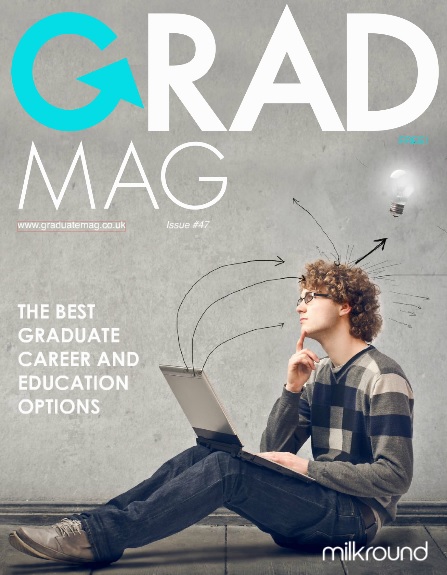 GRAD
MAG
www.graduatemag.co.uk
Issue #47
THE BEST
GRADUATE
CAREER AND
EDUCATION
OPTIONS
milkround